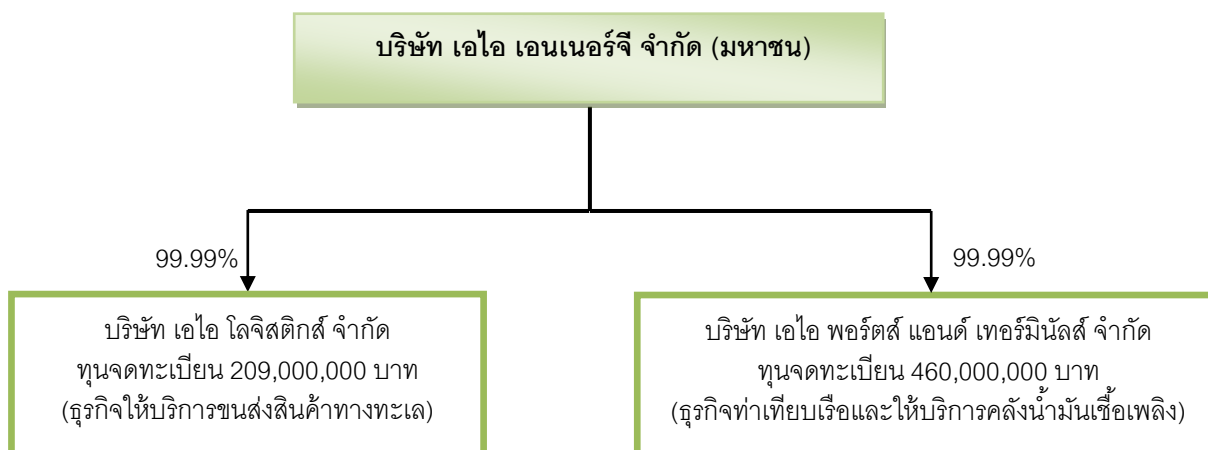 บริษัท เอไอ เอนเนอร์จี จำกัด (มหาชน)
99.99%
99.99%
บริษัท เอไอ โลจิสติกส์ จำกัด
ทุนจดทะเบียน 209,000,000 บาท
(ธุรกิจให้บริการขนส่งสินค้าทางทะเล)
บริษัท เอไอ พอร์ตส์ แอนด์ เทอร์มินัลส์ จำกัด
ทุนจดทะเบียน 460,000,000 บาท
(ธุรกิจท่าเทียบเรือและให้บริการคลังน้ำมันเชื้อเพลิง)